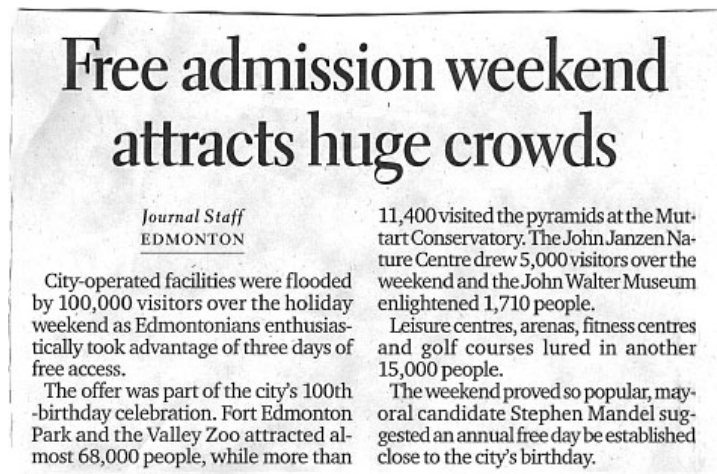 Free admission weekend
attracts huge crowds
Journal Staff
EDMONTON
City-operated facilities were flooded
by 100,000 visitors over the holiday
weekend as Edmontonians enthusias-
tically took advantage of three days of
free access.
The offer was part of the city's 100th
-birthday celebration. Fort Edmonton
Park and the Valley Zoo attracted al-
most 68,000 people, while more than
11,400 visited the pyramids at the Mut-
tart Conservatory. The John Janzen Na-
ture Centre drew 5,000 visitors over the
weekend and the John Walter Museum
enlightened 1,710 people.
Leisure centres, arenas, fitness centres
and golf courses lured in another
15,000 people.
The weekend proved so popular, may-
oral candidate Stephen Mandel sug-
gested an annual free day be established
close to the city's birthday.